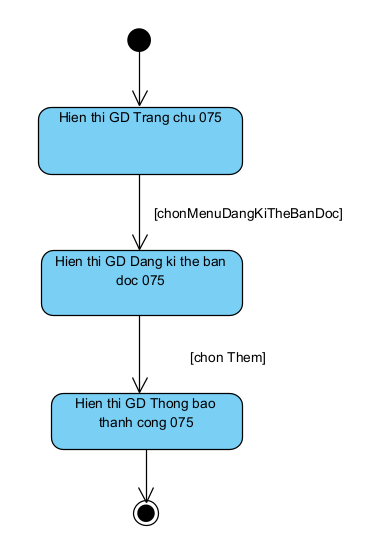 Hien thi GD Trang chu 075
[chonMenuDangKiTheBanDoc]
Hien thi GD Dang ki the ban
doc 075
[chon Them]
Hien thi GD Thong bao
thanh cong 075